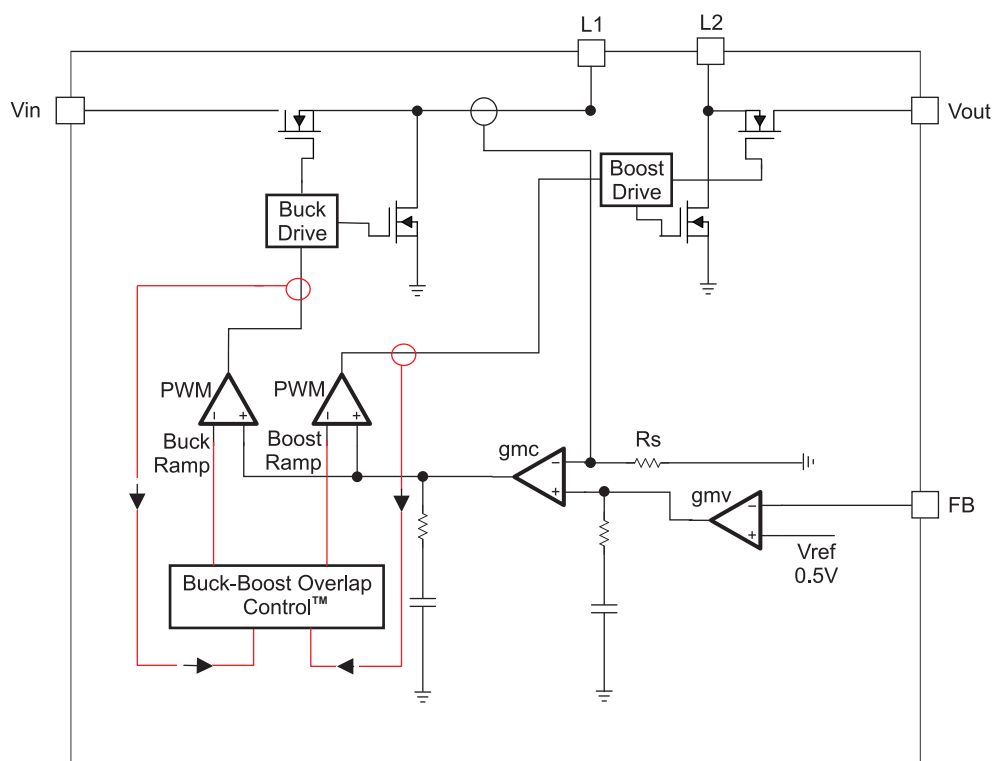 L1
L2
Vin
Vout
Boost
Drive
Buck
Drive
PWM
PWM
Buck
Ramp
Boost
Ramp
gmc
Rs
gmv
FB
Vref
0.5V
Buck-Boost Overlap
Control™